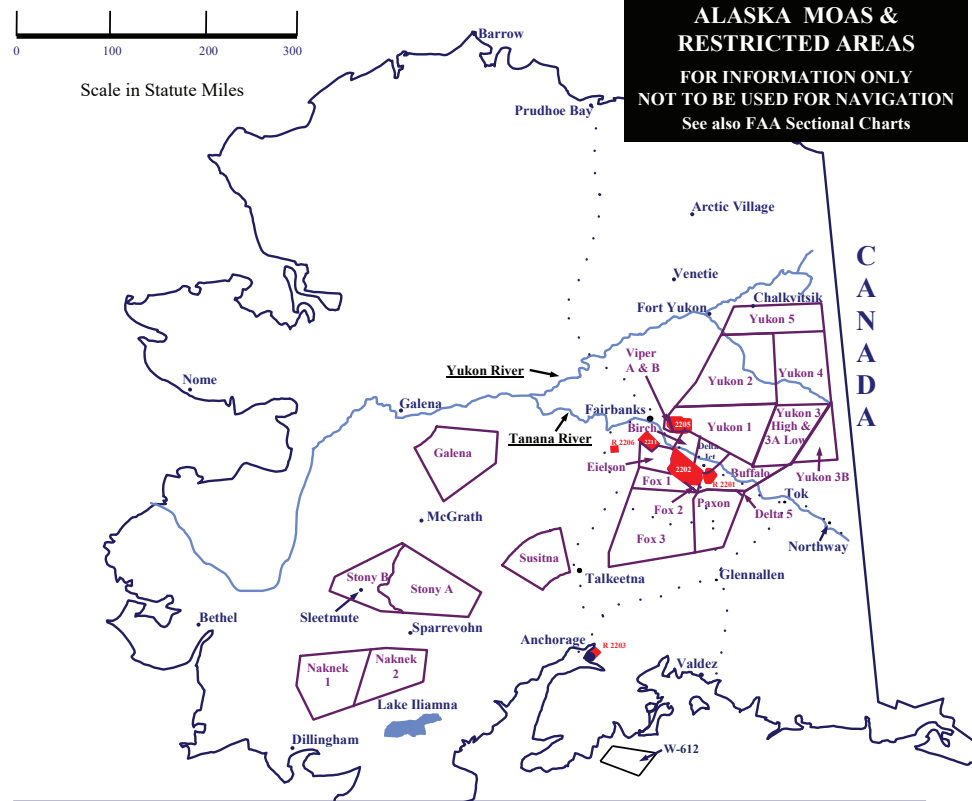 ALASKA MOAS &
RESTRICTED AREAS
FOR INFORMATION ONLY
NOT TO BE USED FOR NAVIGATION
See also FAA Sectional Charts
0
100
200
300
Scale in Statute Miles
Barrow
Prudhoe Bay
Arctic Village
Venetie
Fort Yukon
Chalkvitsik
CANADA
Yukon 5
Viper
A & B
Yukon River
Yukon 2
Yukon 4
Nome
Galena
Fairbanks
Tanana River
Birch
2205
Yukon 1
Yukon 3
High &
3A Low
R 2206
2211
Delta
Jct
Galena
Eielson
2202
Buffalo
Yukon 3B
Fox 1
R 2201
Tok
Fox 2
Paxon
Delta 5
McGrath
Fox 3
Northway
Susitna
Talkeetna
Glennallen
Stony B
Stony A
Sleetmute
Bethel
Sparrevohn
Anchorage
R 2203
Naknek
1
Naknek
2
Valdez
Lake Iliamna
Dillingham
W-612